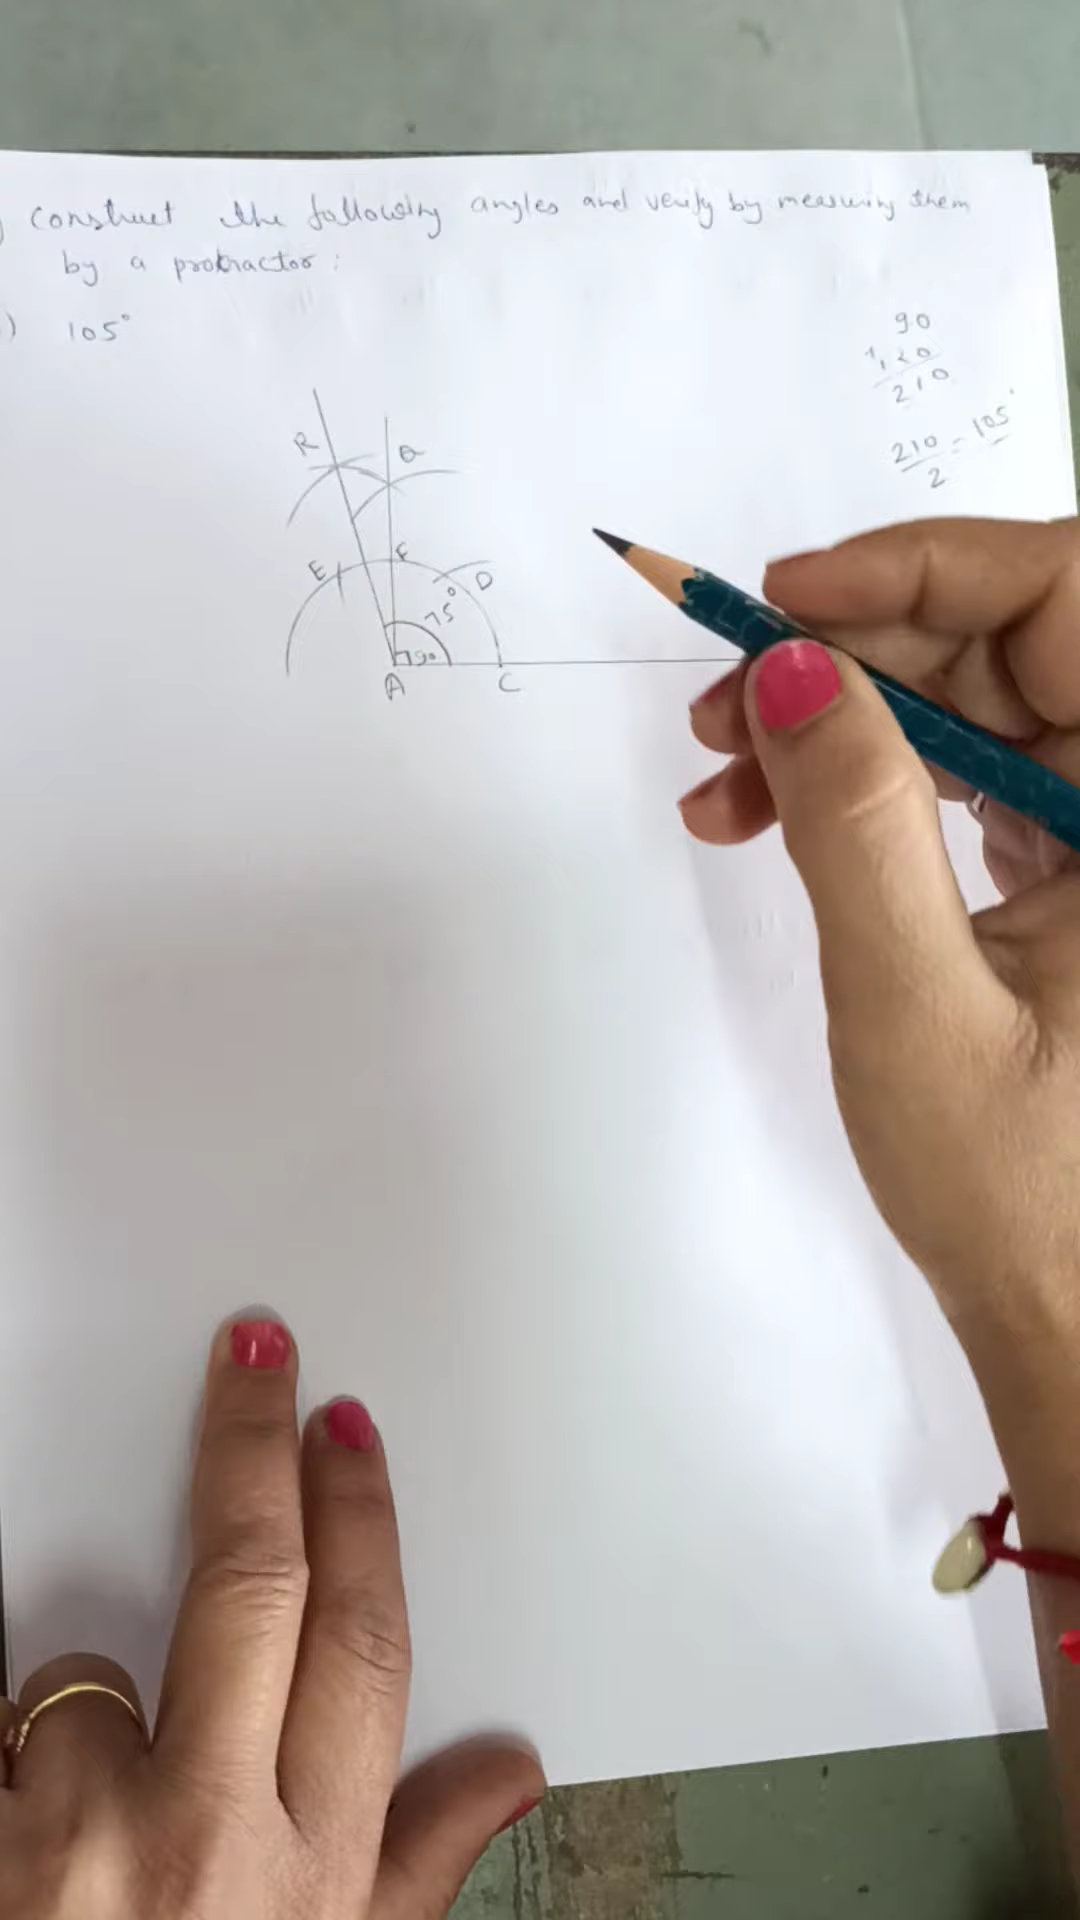 construct the following angles and verify by measuring them
by a protractor :
) 105°
90
120
210
210/2 = 105°
R
Q
E
F
D
75°
90
A
C